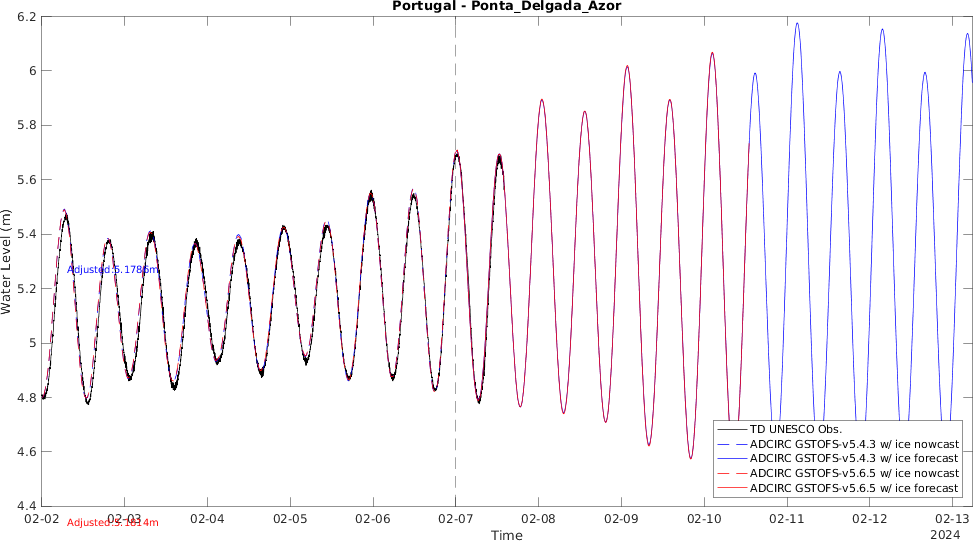 Portugal - Ponta_Delgada_Azor
6.2
6
5.8
5.6
5.4
5.2
5
4.8
4.6
4.4
Water Level (m)
Adjusted:5.1786m
TD UNESCO Obs.
ADCIRC GSTOFS-v5.4.3 w/ ice nowcast
ADCIRC GSTOFS-v5.4.3 w/ ice forecast
ADCIRC GSTOFS-v5.6.5 w/ ice nowcast
ADCIRC GSTOFS-v5.6.5 w/ ice forecast
02-02 02-03 02-04 02-05 02-06 02-07 02-08 02-09 02-10 02-11 02-12 02-13
Time
2024